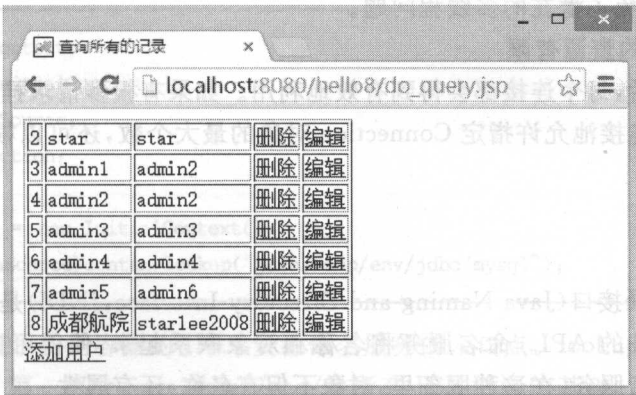 查询所有的记录
localhost:8080/hello8/do_query.jsp
2 star star 删除 编辑
3 admin1 admin2 删除 编辑
4 admin2 admin2 删除 编辑
5 admin3 admin3 删除 编辑
6 admin4 admin4 删除 编辑
7 admin5 admin6 删除 编辑
8 成都航院 starlee2008 删除 编辑
添加用户